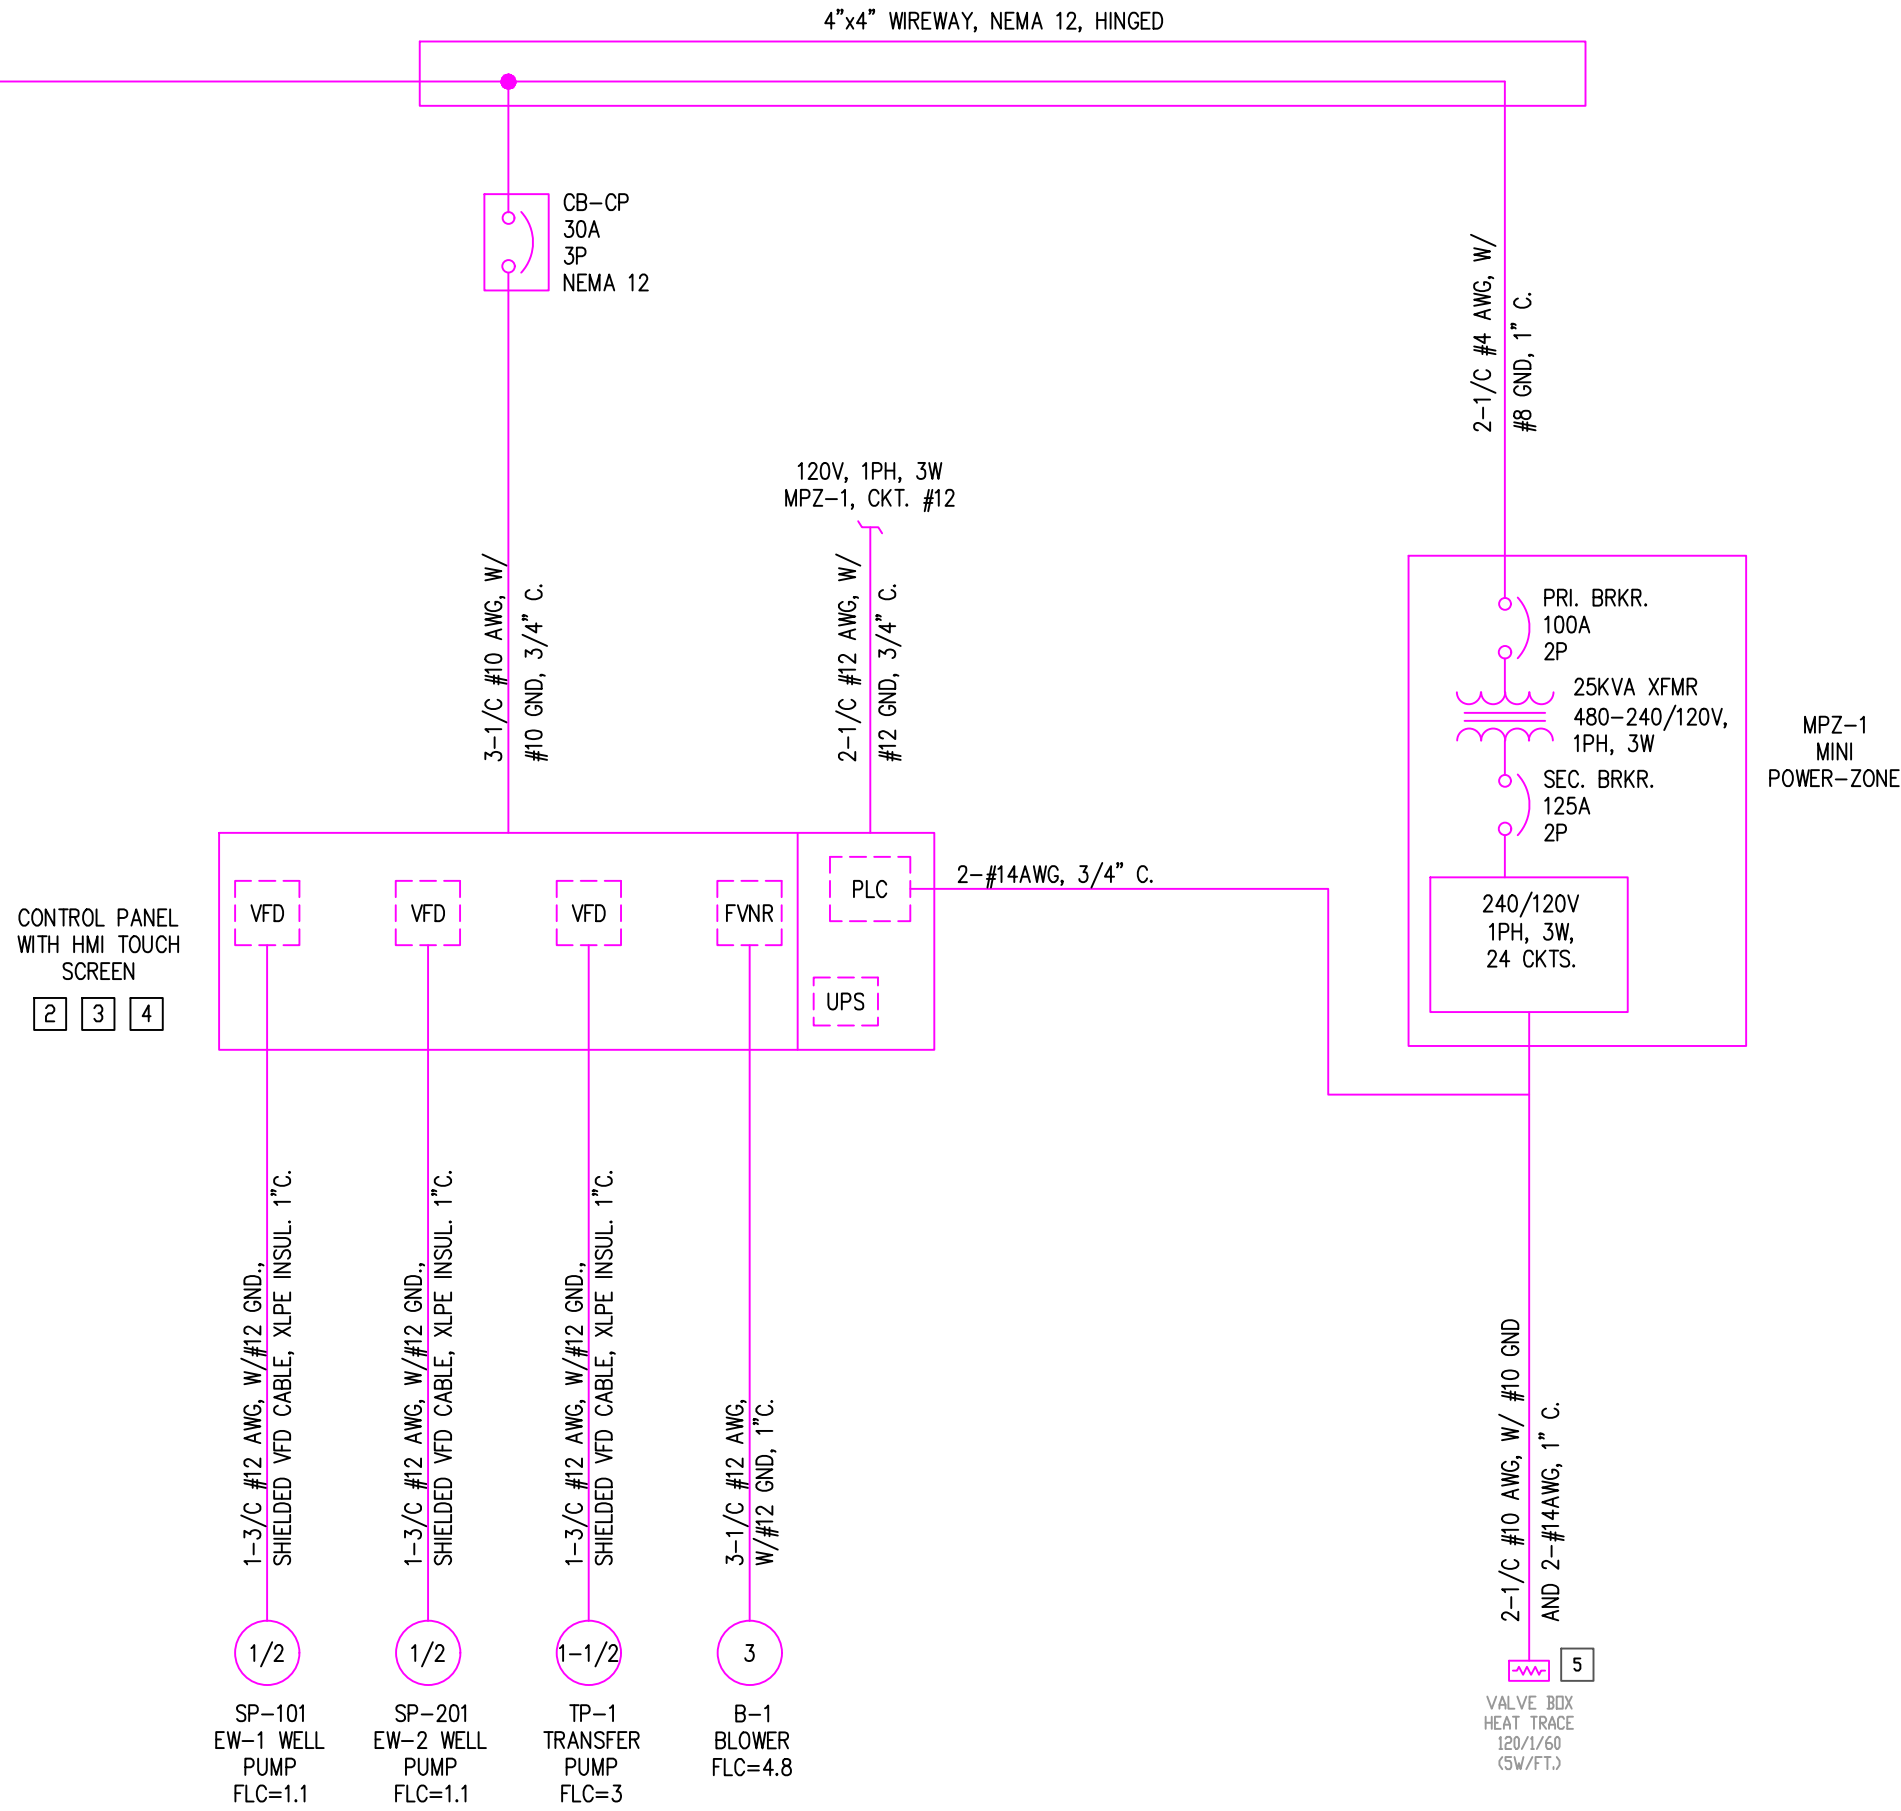 4"x4" WIREWAY, NEMA 12, HINGED
CB-CP
30A
3P
NEMA 12
2-1/C #4 AWG, W/
#8 GND, 1" C.
120V, 1PH, 3W
MPZ-1, CKT. #12
3-1/C #10 AWG, W/
#10 GND, 3/4" C.
2-1/C #12 AWG, W/
#12 GND, 3/4" C.
PRI. BRKR.
100A
2P
25KVA XFMR
480-240/120V,
1PH, 3W
SEC. BRKR.
125A
2P
MPZ-1
MINI
POWER-ZONE
240/120V
1PH, 3W,
24 CKTS.
CONTROL PANEL
WITH HMI TOUCH
SCREEN
2 3 4
VFD
VFD
VFD
FVNR
PLC
UPS
2-#14AWG, 3/4" C.
1-3/C #12 AWG, W/#12 GND.,
SHIELDED VFD CABLE, XLPE INSUL. 1"C.
1-3/C #12 AWG, W/#12 GND.,
SHIELDED VFD CABLE, XLPE INSUL. 1"C.
1-3/C #12 AWG, W/#12 GND.,
SHIELDED VFD CABLE, XLPE INSUL. 1"C.
3-1/C #12 AWG,
W/#12 GND, 1"C.
2-1/C #10 AWG, W/ #10 GND
AND 2-#14AWG, 1" C.
1/2
SP-101
EW-1 WELL
PUMP
FLC=1.1
1/2
SP-201
EW-2 WELL
PUMP
FLC=1.1
1-1/2
TP-1
TRANSFER
PUMP
FLC=3
3
B-1
BLOWER
FLC=4.8
5
VALVE BOX
HEAT TRACE
120/1/60
(5W/FT.)